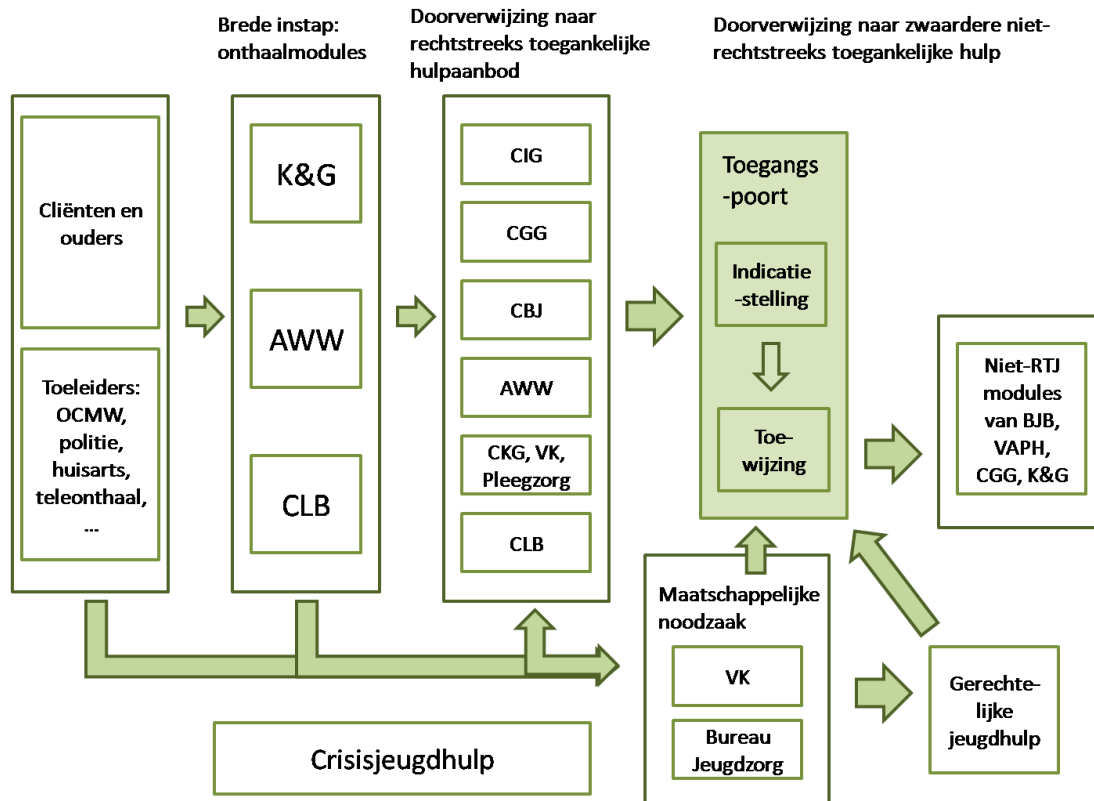 Brede instap:
onthaalmodules
Doorverwijzing naar
rechtstreeks toegankelijke
hulpaanbod
Doorverwijzing naar zwaardere niet-
rechtstreeks toegankelijke hulp
Cliënten en
ouders
Toeleiders:
OCMW,
politie,
huisarts,
teleonthaal,
...
K&G
AWW
CLB
CIG
CGG
CBJ
AWW
CKG, VK,
Pleegzorg
CLB
Toegangs
-poort
Indicatie
-stelling
Toe-
wijzing
Niet-RTJ
modules
van BJB,
VAPH,
CGG, K&G
Maatschappelijke
noodzaak
VK
Bureau
Jeugdzorg
Gerechte-
lijke
jeugdhulp
Crisisjeugdhulp